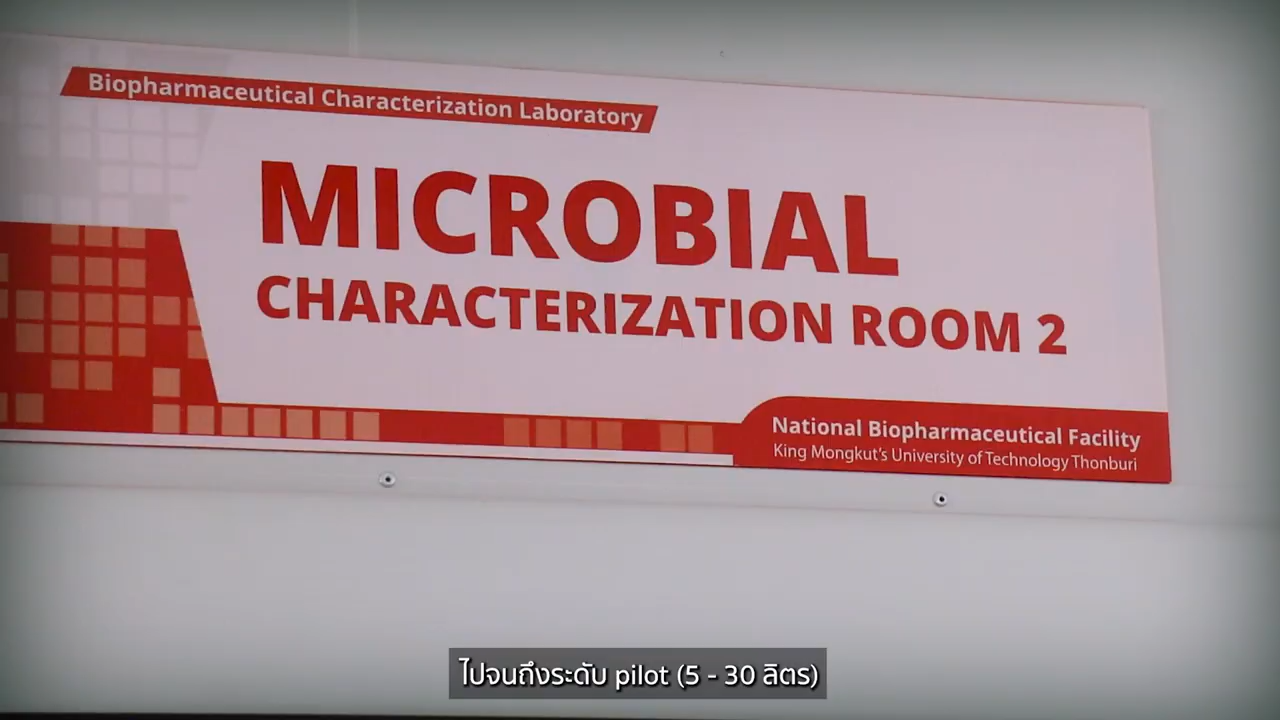 Biopharmaceutical Characterization Laboratory
MICROBIAL
CHARACTERIZATION ROOM 2
National Biopharmaceutical Facility
King Mongkut's University of Technology Thonburi
ไปจนถึงระดับ pilot (5 - 30 ลิตร)